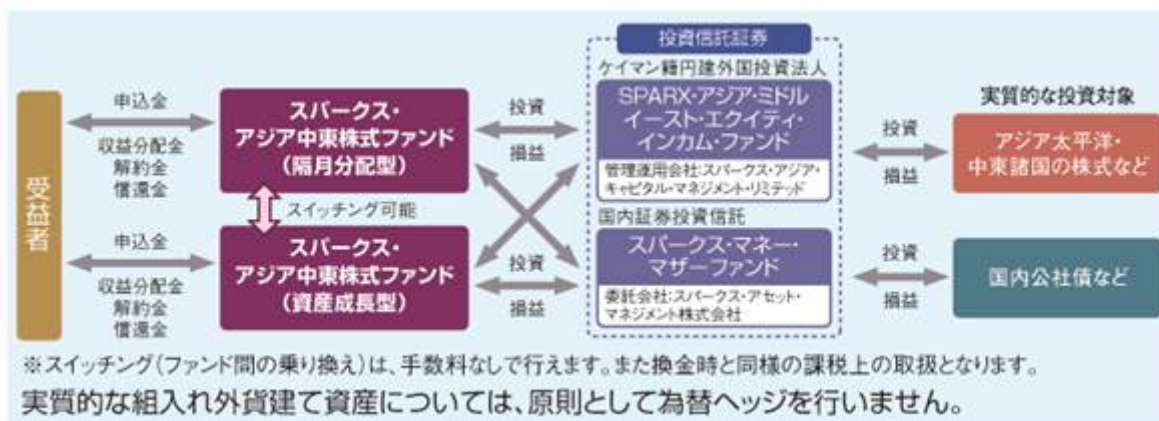 投資信託証券
ケイマン籍円建外国投資法人
受益者
申込金
収益分配金
解約金
償還金
スパークス・
アジア中東株式ファンド
(隔月分配型)
投資
損益
SPARX・アジア・ミドル
イースト・エクイティ・
インカム・ファンド
管理運用会社:スパークス・アジア・
キャピタル・マネジメント・リミテッド
投資
損益
実質的な投資対象
アジア太平洋・
中東諸国の株式など
スイッチング可能
申込金
収益分配金
解約金
償還金
スパークス・
アジア中東株式ファンド
(資産成長型)
投資
損益
国内証券投資信託
スパークス・マネー・
マザーファンド
委託会社:スパークス・アセット・
マネジメント株式会社
投資
損益
国内公社債など
※スイッチング(ファンド間の乗り換え)は、手数料なしで行えます。また換金時と同様の課税上の取扱となります。
実質的な組入れ外貨建て資産については、原則として為替ヘッジを行いません。